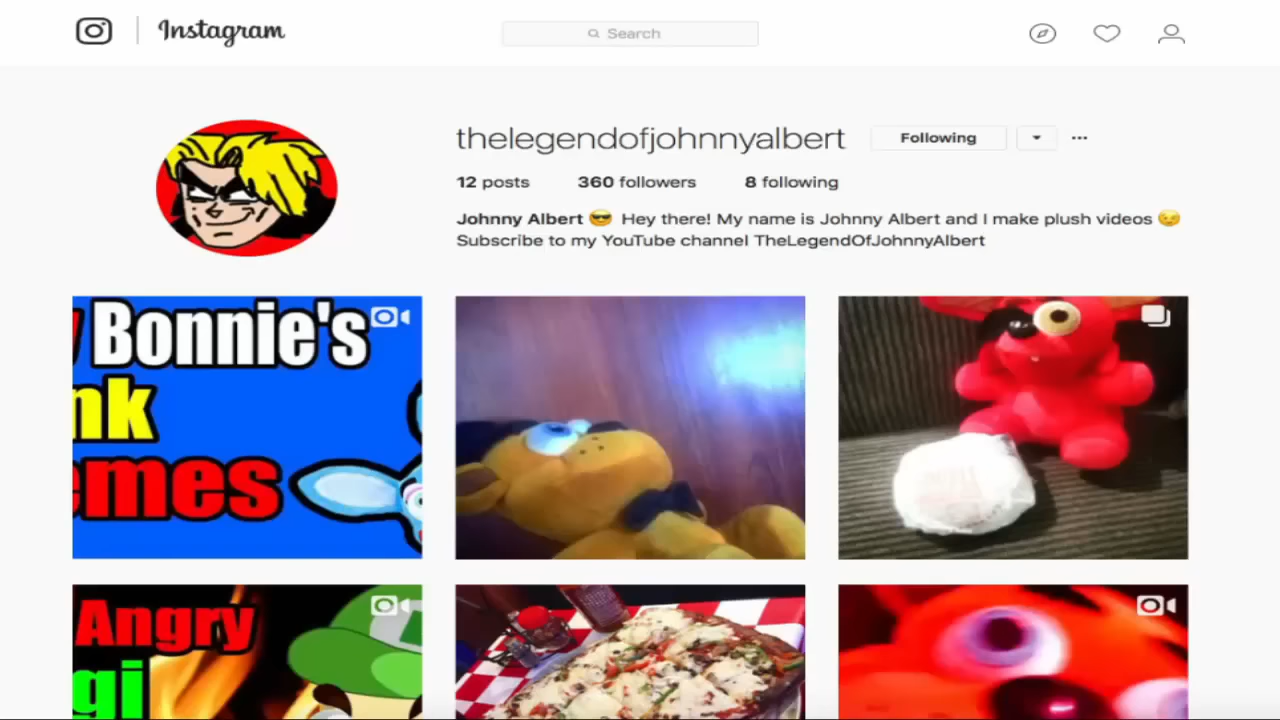 Instagram
Search
thelegendofjohnnyalbert
Following
12 posts
360 followers
8 following
Johnny Albert 😎 Hey there! My name is Johnny Albert and I make plush videos 😉
Subscribe to my YouTube channel TheLegendOfJohnnyAlbert
Bonnie's
nk
emes
Angry
gi